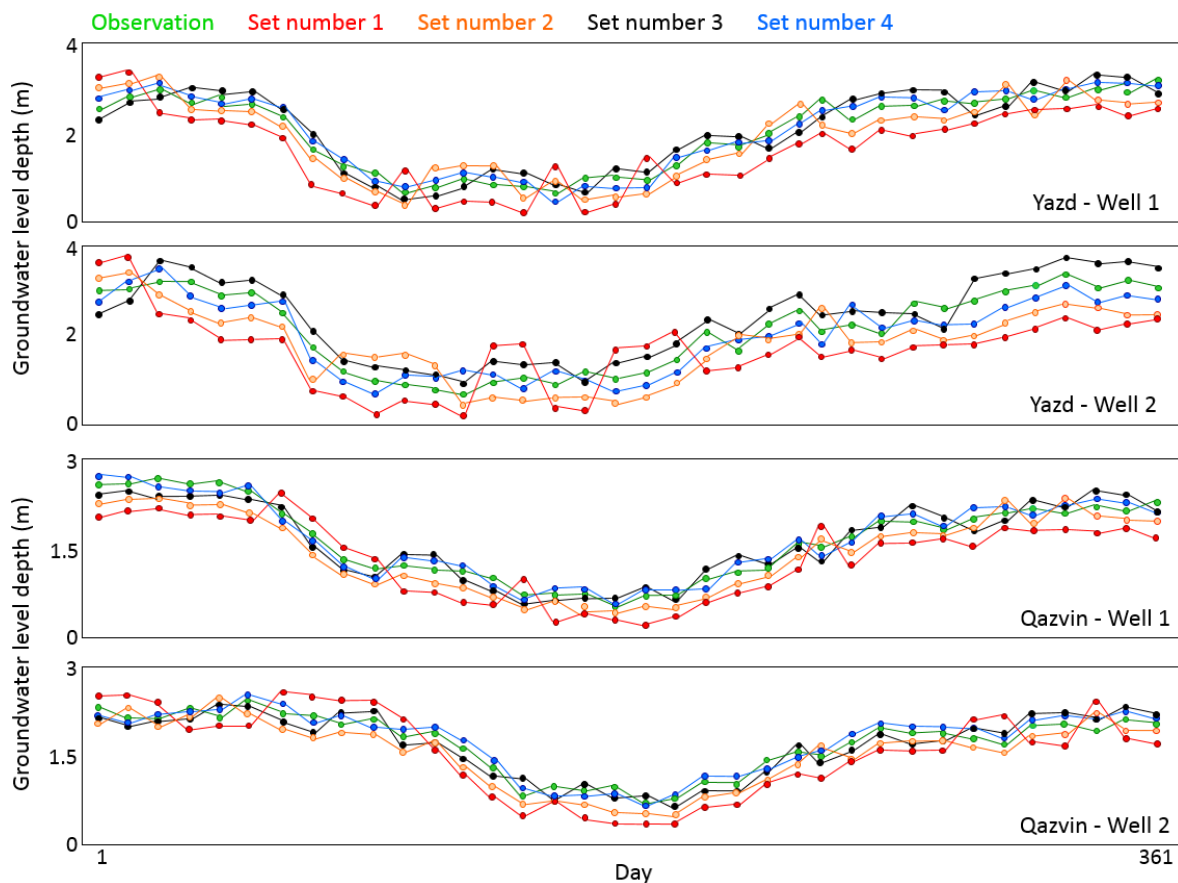 Observation Set number 1 Set number 2 Set number 3 Set number 4
Groundwater level depth (m)
4
2
0
Yazd - Well 1
4
2
0
Yazd - Well 2
Groundwater level depth (m)
3
1.5
0
Qazvin - Well 1
3
1.5
0
Qazvin - Well 2
1 361
Day